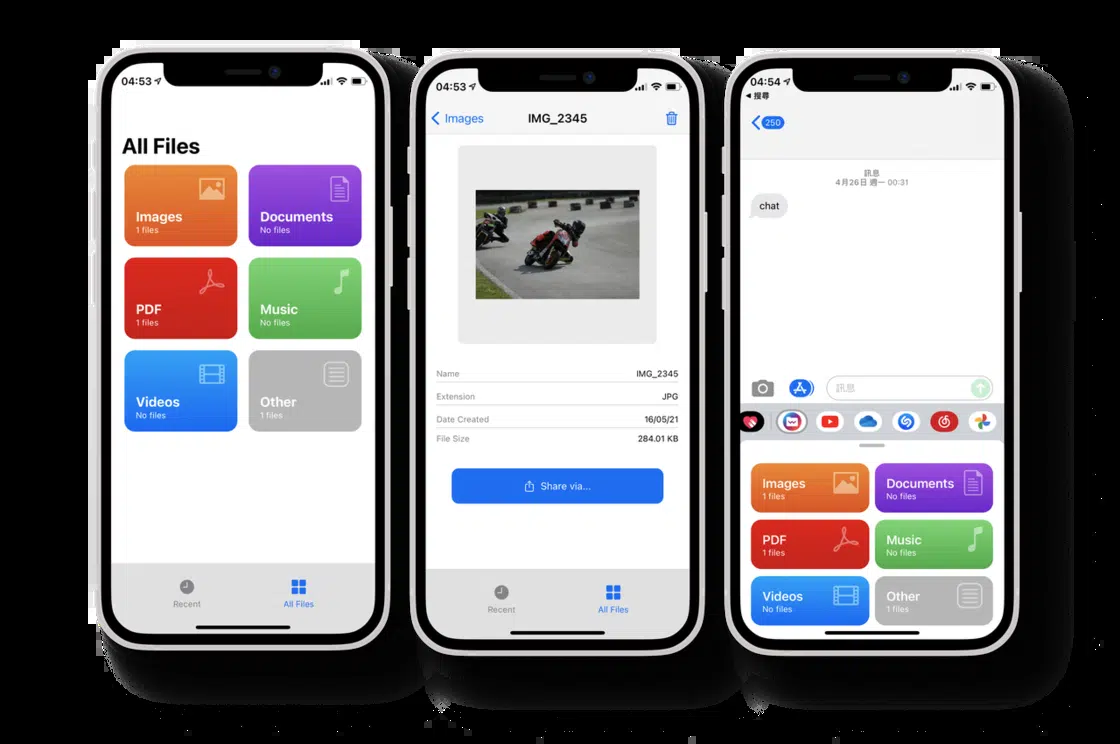 04:53
All Files
Images
1 files
Documents
No files
PDF
1 files
Music
No files
Videos
No files
Other
1 files
Recent
All Files
04:53
Images
IMG_2345
Name
IMG_2345
Extension
JPG
Date Created
16/05/21
File Size
284.01 KB
Share via...
Recent
All Files
04:54
搜尋
250
訊息
4月26日 週一 00:31
chat
訊息
Images
1 files
Documents
No files
PDF
1 files
Music
No files
Videos
No files
Other
1 files